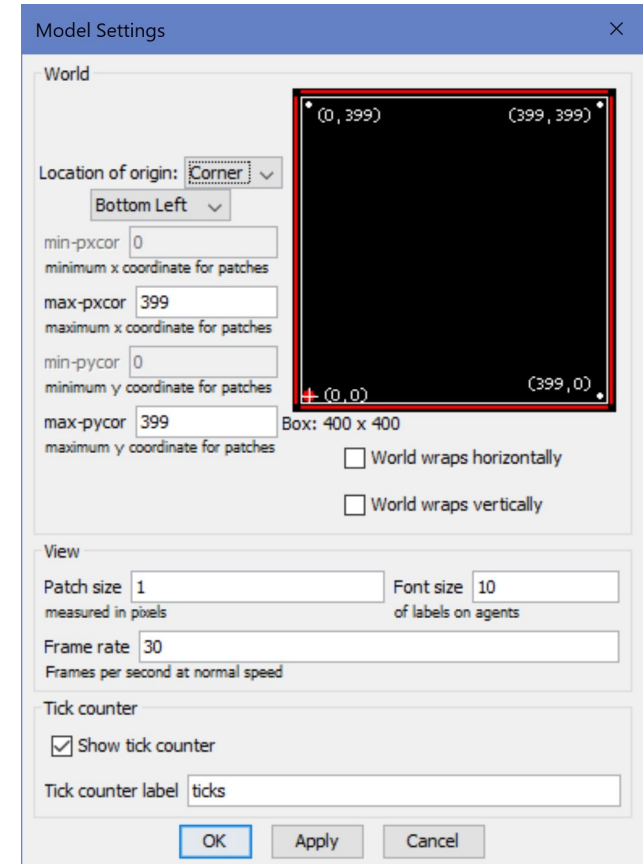 Model Settings
World
(0,399)
(399,399)
Location of origin: Corner
Bottom Left
min-pxcor 0
minimum x coordinate for patches
max-pxcor 399
maximum x coordinate for patches
min-pycor 0
minimum y coordinate for patches
(0,0)
(399,0)
max-pycor 399
maximum y coordinate for patches
Box: 400 x 400
World wraps horizontally
World wraps vertically
View
Patch size 1
measured in pixels
Font size 10
of labels on agents
Frame rate 30
Frames per second at normal speed
Tick counter
Show tick counter
Tick counter label ticks
OK
Apply
Cancel